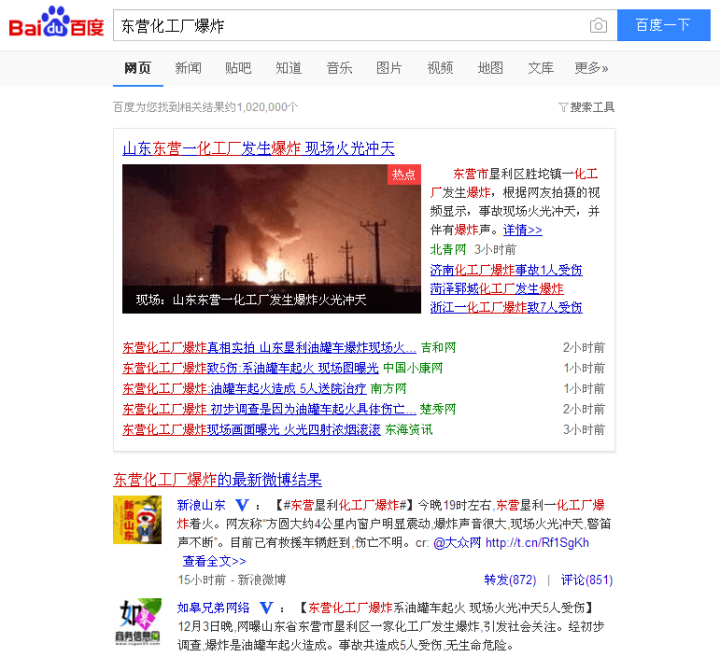 Bai du 百度
东营化工厂爆炸
百度一下
网页 新闻 贴吧 知道 音乐 图片 视频 地图 文库 更多»
百度为您找到相关结果约1,020,000个
搜索工具
山东东营一化工厂发生爆炸 现场火光冲天
热点
现场：山东东营一化工厂发生爆炸火光冲天
东营市垦利区胜坨镇一化工
厂发生爆炸，根据网友拍摄的视
频显示，事故现场火光冲天，并
伴有爆炸声。详情>>
北青网 3小时前
济南化工厂爆炸事故1人受伤
菏泽郓城化工厂发生爆炸
浙江一化工厂爆炸致7人受伤
东营化工厂爆炸真相实拍 山东垦利油罐车爆炸现场火... 吉和网 2小时前
东营化工厂爆炸致5伤:系油罐车起火 现场图曝光 中国小康网 1小时前
东营化工厂爆炸:油罐车起火造成 5人送院治疗 南方网 1小时前
东营化工厂爆炸 初步调查是因为油罐车起火具体伤亡... 楚秀网 2小时前
东营化工厂爆炸现场画面曝光 火光四射浓烟滚滚 东海资讯 3小时前
东营化工厂爆炸的最新微博结果
新浪山东
新浪山东 V ： 【#东营垦利化工厂爆炸#】今晚19时左右,东营垦利一化工厂爆
炸着火。网友称"方圆大约4公里内窗户明显震动,爆炸声音很大,现场火光冲天,警笛
声不断"。目前已有救援车辆赶到,伤亡不明。cr: @大众网 http://t.cn/Rf1SgKh
查看全文>>
15小时前 - 新浪微博 转发(872) | 评论(851)
如皋
商务信息网
如皋兄弟网络 V ： 【东营化工厂爆炸系油罐车起火 现场火光冲天5人受伤】
12月3日晚,网曝山东省东营市垦利区一家化工厂发生爆炸,引发社会关注。经初步
调查,爆炸是油罐车起火造成。事故共造成5人受伤,无生命危险。